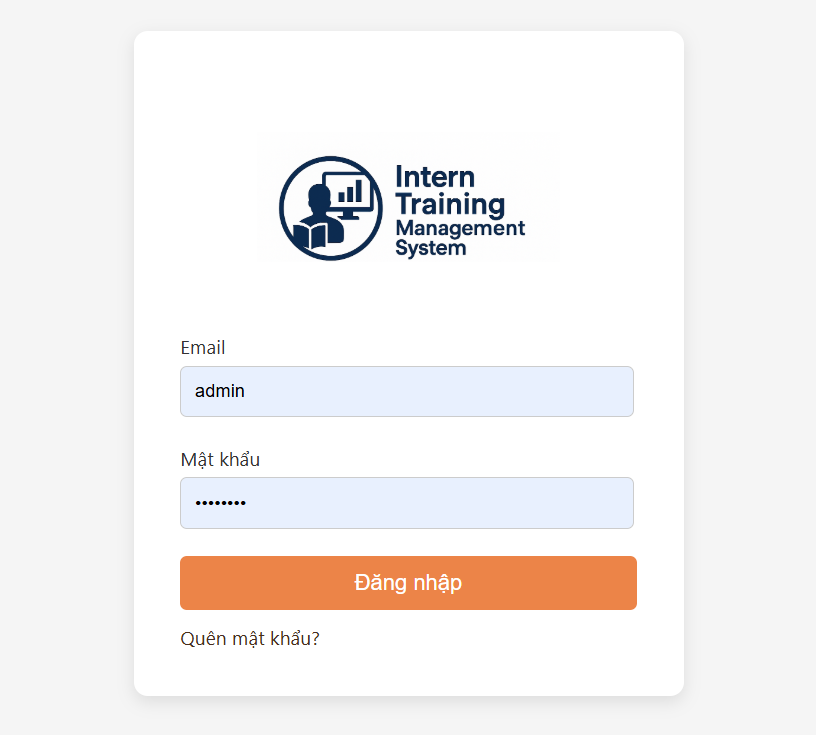 Intern
Training
Management
System
Email
admin
Mật khẩu
••••••••
Đăng nhập
Quên mật khẩu?